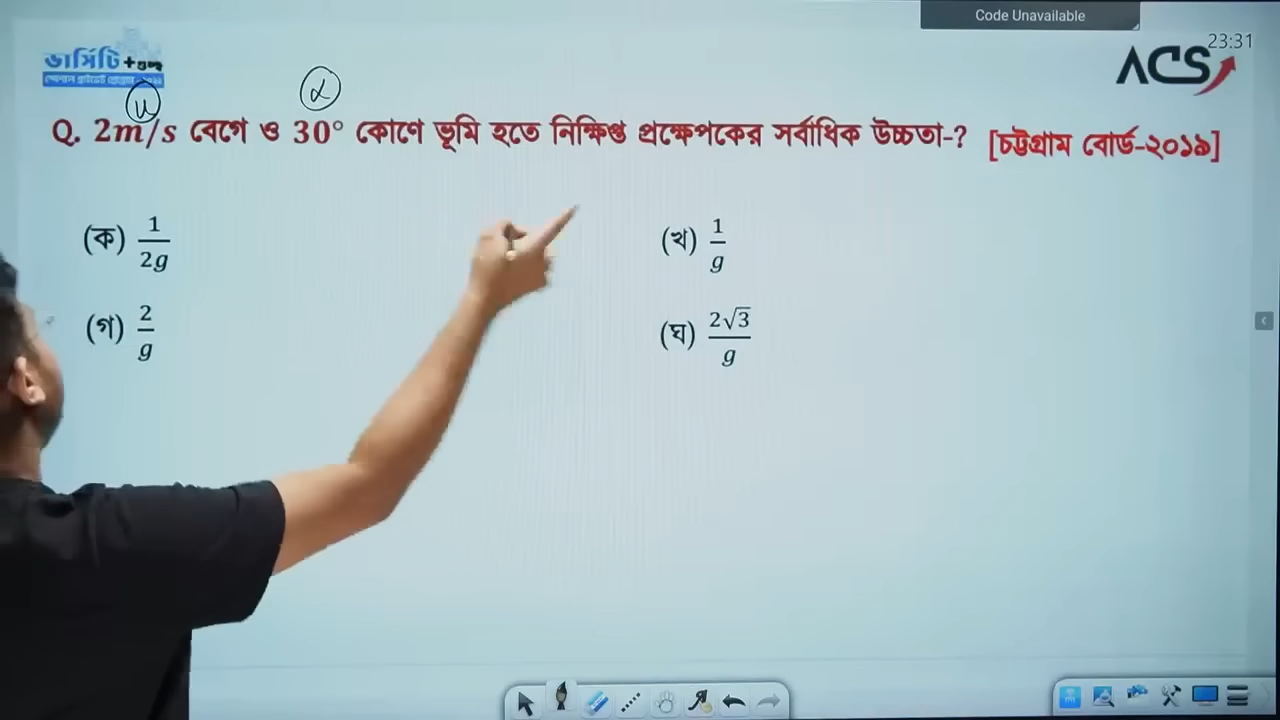 Code Unavailable
23:31
ভার্সিটি +গুচ্ছ
ACS
u
α
Q. 2m/s বেগে ও 30° কোণে ভূমি হতে নিক্ষিপ্ত প্রক্ষেপকের সর্বাধিক উচ্চতা-? [চট্টগ্রাম বোর্ড-২০১৯]
(ক) 1/2g
(খ) 1/g
(গ) 2/g
(ঘ) 2√3/g